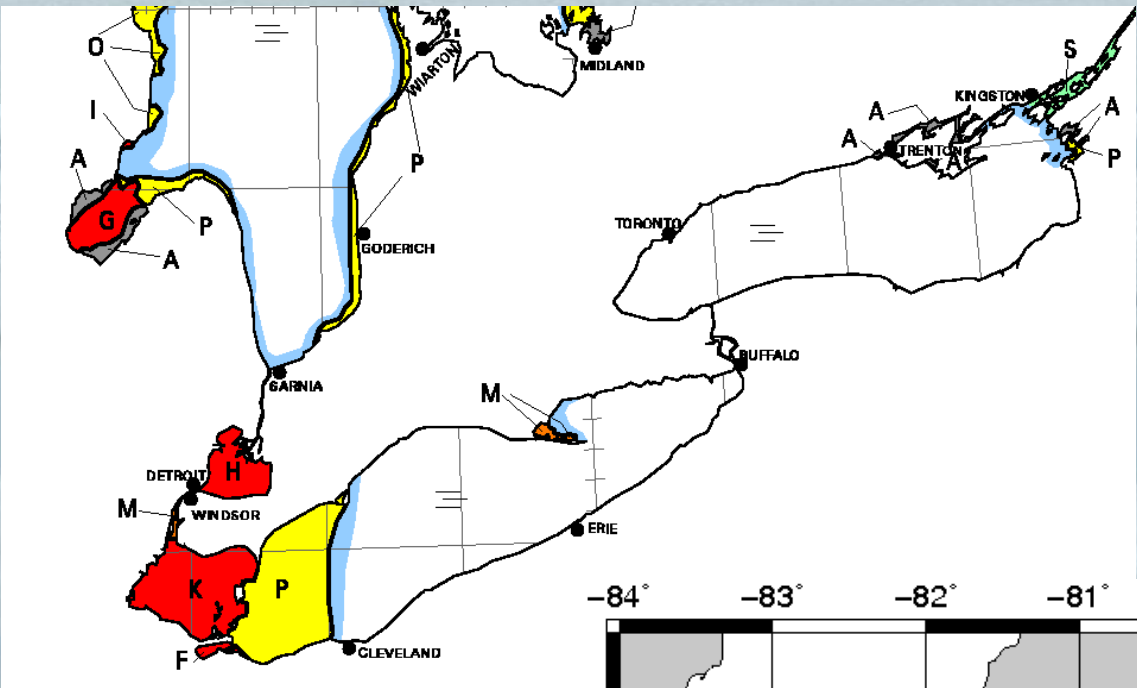 O
WIARTON
MIDLAND
S
KINGSTON
I
A
A
A
A
P
A
TRENTON
A
P
G
P
TORONTO
GODERICH
A
BUFFALO
SARNIA
M
H
DETROIT
M
WINDSOR
ERIE
K
P
−84°
−83°
−82°
−81°
CLEVELAND
F